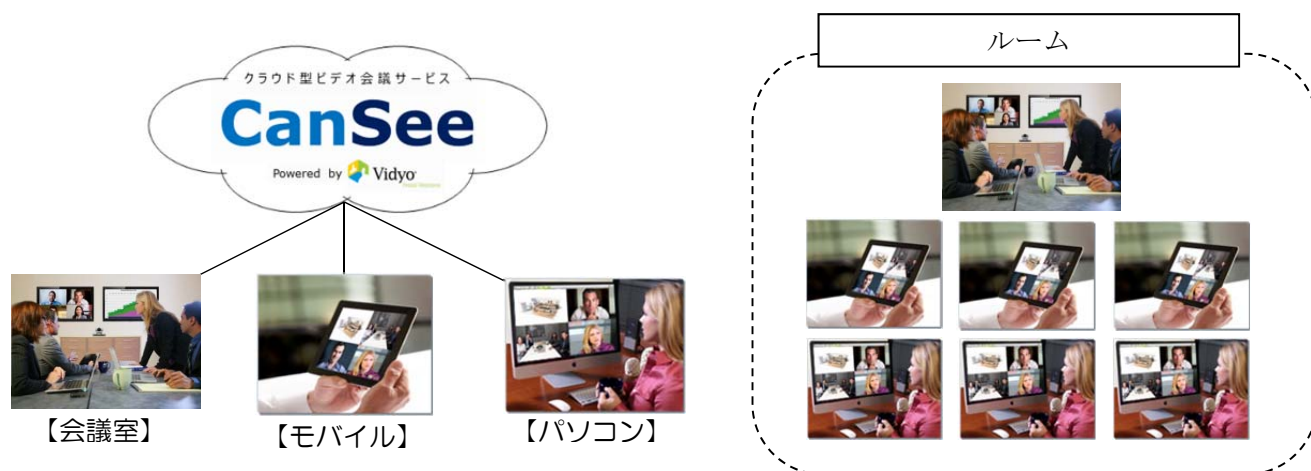 クラウド型ビデオ会議サービス
CanSee
Powered by Vidyo
【会議室】
【モバイル】
【パソコン】
ルーム